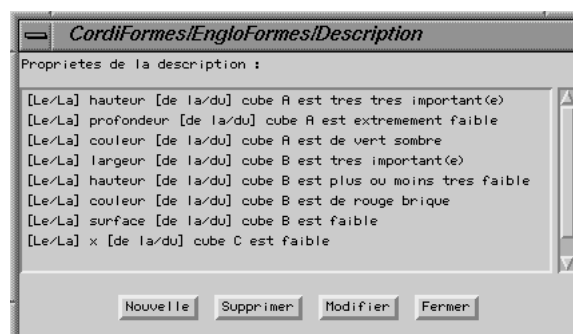 CordiFormes/EngloFormes/Description
Proprietes de la description :
[Le/La] hauteur [de la/du] cube A est tres tres important(e)
[Le/La] profondeur [de la/du] cube A est extremement faible
[Le/La] couleur [de la/du] cube A est de vert sombre
[Le/La] largeur [de la/du] cube B est tres important(e)
[Le/La] hauteur [de la/du] cube B est plus ou moins tres faible
[Le/La] couleur [de la/du] cube B est de rouge brique
[Le/La] surface [de la/du] cube B est faible
[Le/La] x [de la/du] cube C est faible
Nouvelle Supprimer Modifier Fermer